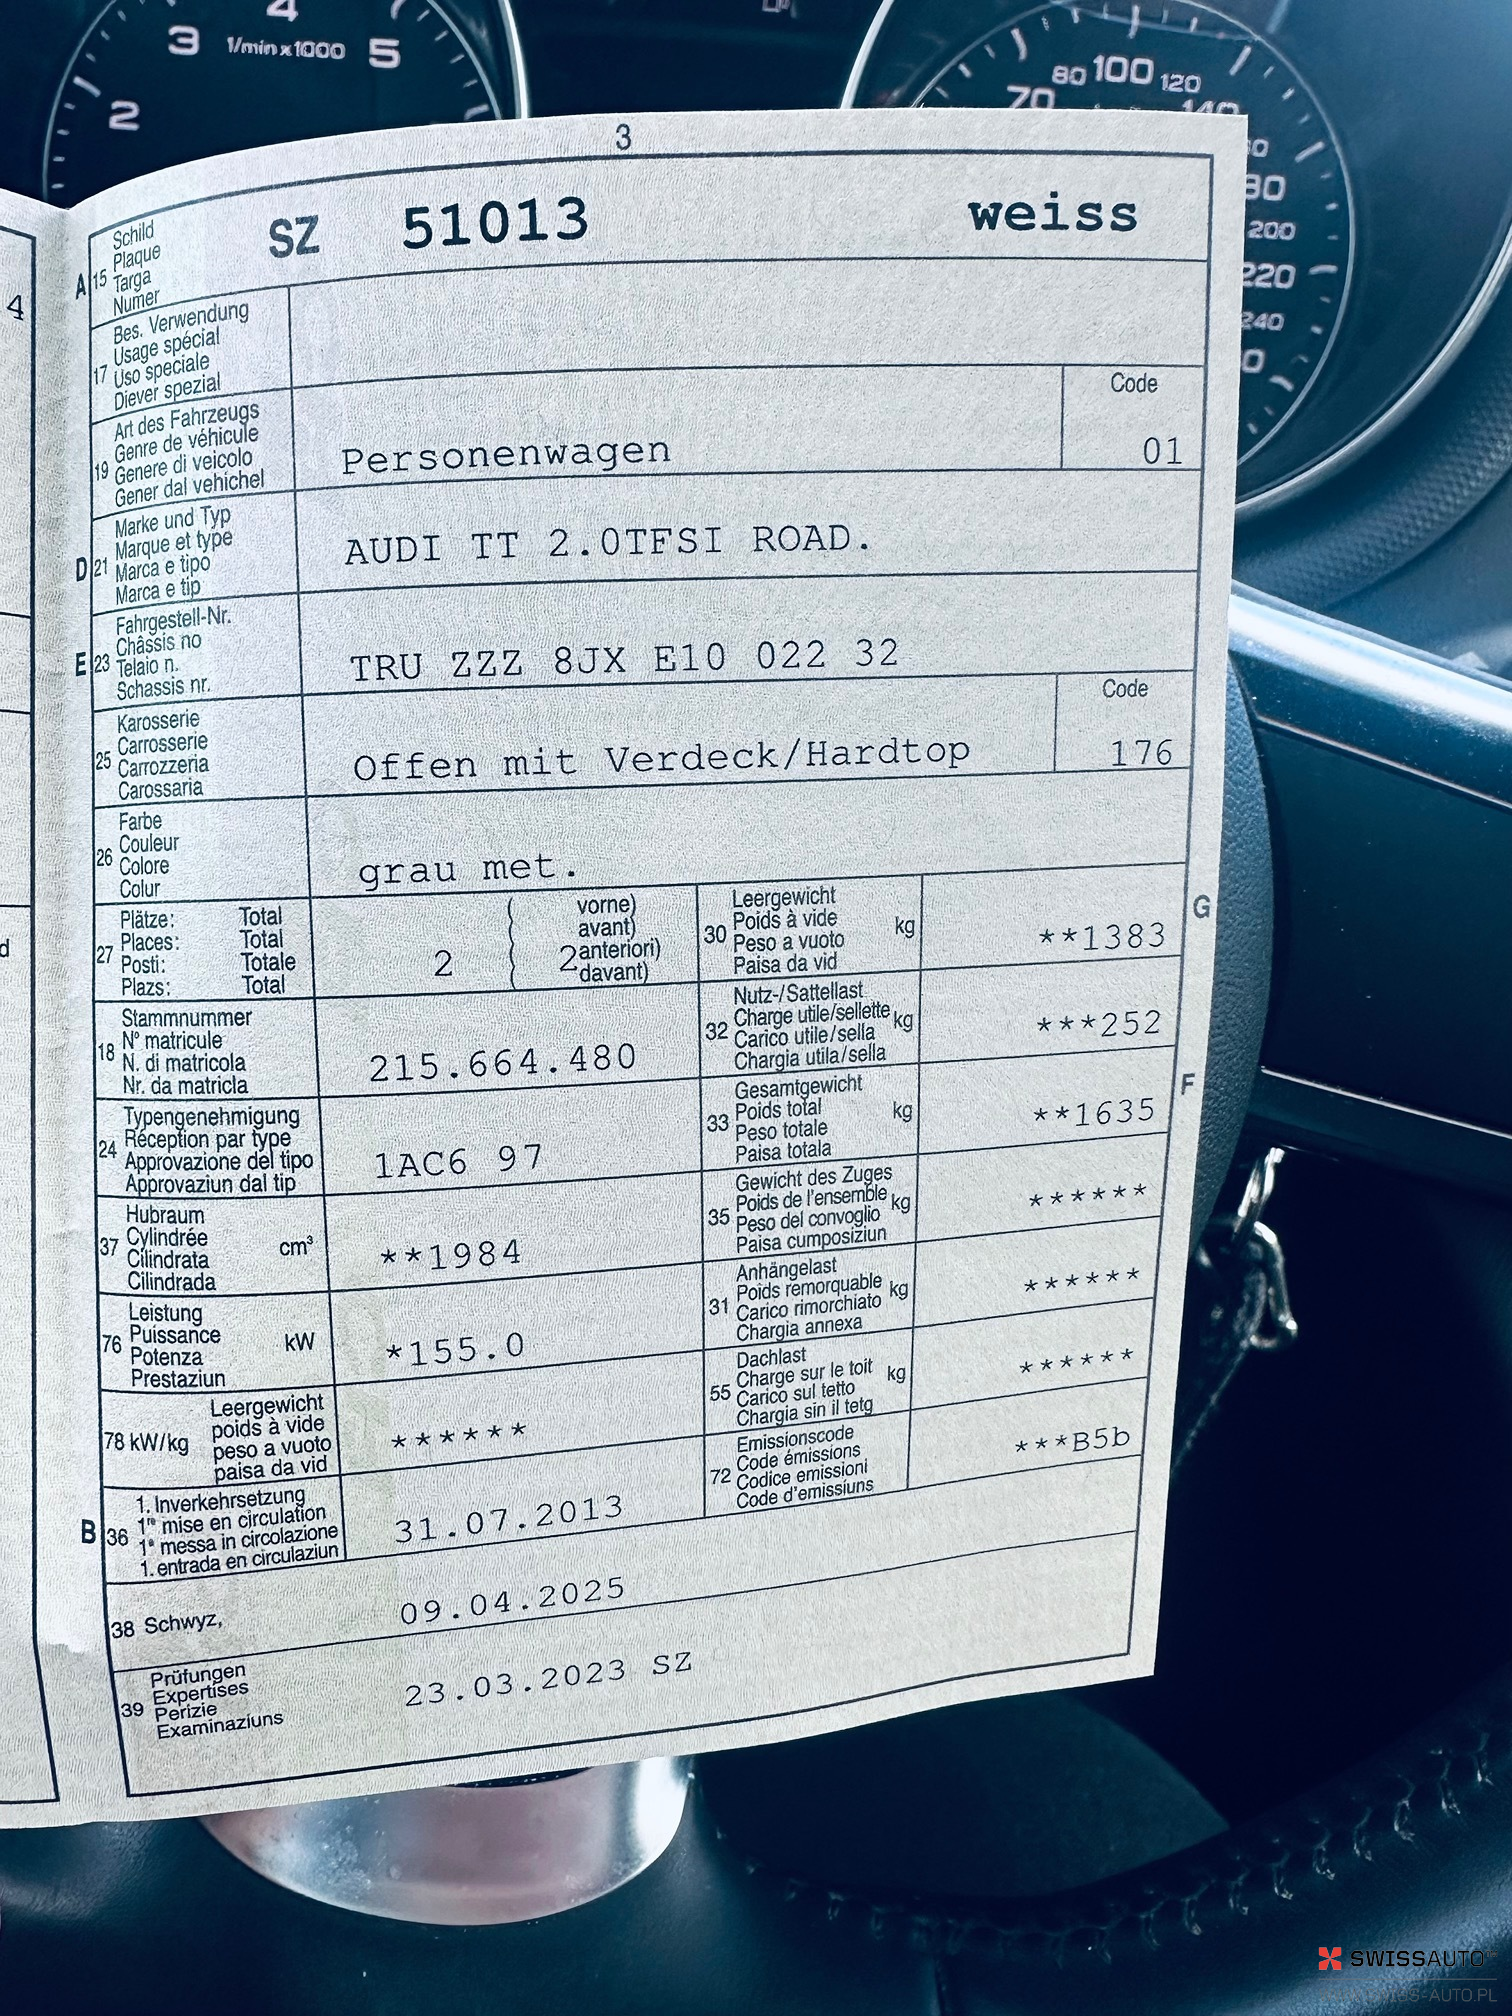 4
3
1/min x1000
5
2
80
100
120
70
140
200
220
240
3
4
A
15
Schild
Plaque
Targa
Numer
SZ 51013 weiss
17
Bes. Verwendung
Usage spécial
Uso speciale
Diever spezial
19
Art des Fahrzeugs
Genre de véhicule
Genere di veicolo
Gener dal vehichel
Personenwagen
Code
01
D
21
Marke und Typ
Marque et type
Marca e tipo
Marca e tip
AUDI TT 2.0TFSI ROAD.
E
23
Fahrgestell-Nr.
Châssis no
Telaio n.
Schassis nr.
TRU ZZZ 8JX E10 022 32
25
Karosserie
Carrosserie
Carrozzeria
Carossaria
Offen mit Verdeck/Hardtop
Code
176
26
Farbe
Couleur
Colore
Colur
grau met.
27
Plätze: Total
Places: Total
Posti: Totale
Plazs: Total
2
2
vorne)
avant)
anteriori)
davant)
30
Leergewicht
Poids à vide
Peso a vuoto
Paisa da vid
kg
**1383
G
18
Stammnummer
N° matricule
N. di matricola
Nr. da matricla
215.664.480
32
Nutz-/Sattellast
Charge utile/sellette
Carico utile/sella
Chargia utila/sella
kg
***252
24
Typengenehmigung
Réception par type
Approvazione del tipo
Approvaziun dal tip
1AC6 97
33
Gesamtgewicht
Poids total
Peso totale
Paisa totala
kg
**1635
F
37
Hubraum
Cylindrée
Cilindrata
Cilindrada
cm³
**1984
35
Gewicht des Zuges
Poids de l'ensemble
Peso del convoglio
Paisa cumposiziun
kg
******
76
Leistung
Puissance
Potenza
Prestaziun
kW
*155.0
31
Anhängelast
Poids remorquable
Carico rimorchiato
Chargia annexa
kg
******
78 kW/kg
Leergewicht
poids à vide
peso a vuoto
paisa da vid
******
55
Dachlast
Charge sur le toit
Carico sul tetto
Chargia sin il tetg
kg
******
B
36
1. Inverkehrsetzung
1re mise en circulation
1a messa in circolazione
1. entrada en circulaziun
31.07.2013
72
Emissionscode
Code émissions
Codice emissioni
Code d'emissiuns
***B5b
38 Schwyz,
09.04.2025
39
Prüfungen
Expertises
Perizie
Examinaziuns
23.03.2023 SZ
SWISSAUTO